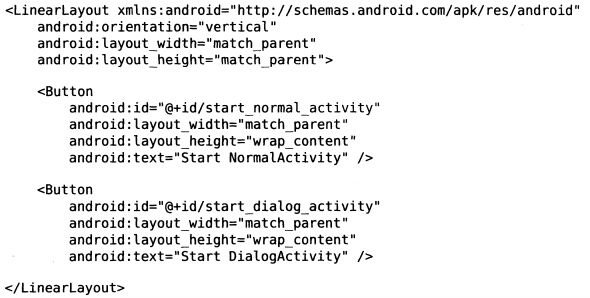 <LinearLayout xmlns:android="http://schemas.android.com/apk/res/android"
    android:orientation="vertical"
    android:layout_width="match_parent"
    android:layout_height="match_parent">

    <Button
        android:id="@+id/start_normal_activity"
        android:layout_width="match_parent"
        android:layout_height="wrap_content"
        android:text="Start NormalActivity" />

    <Button
        android:id="@+id/start_dialog_activity"
        android:layout_width="match_parent"
        android:layout_height="wrap_content"
        android:text="Start DialogActivity" />

</LinearLayout>